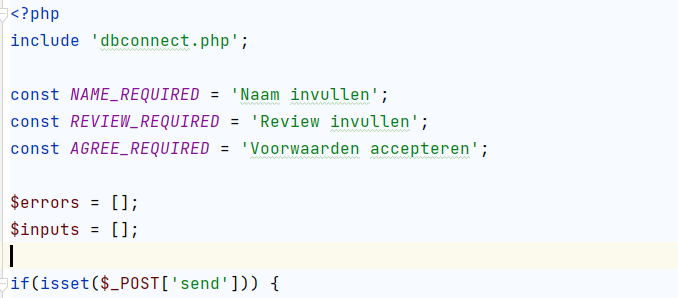 <?php
include 'dbconnect.php';
const NAME_REQUIRED = 'Naam invullen';
const REVIEW_REQUIRED = 'Review invullen';
const AGREE_REQUIRED = 'Voorwaarden accepteren';
$errors = [];
$inputs = [];
if(isset($_POST['send'])) {